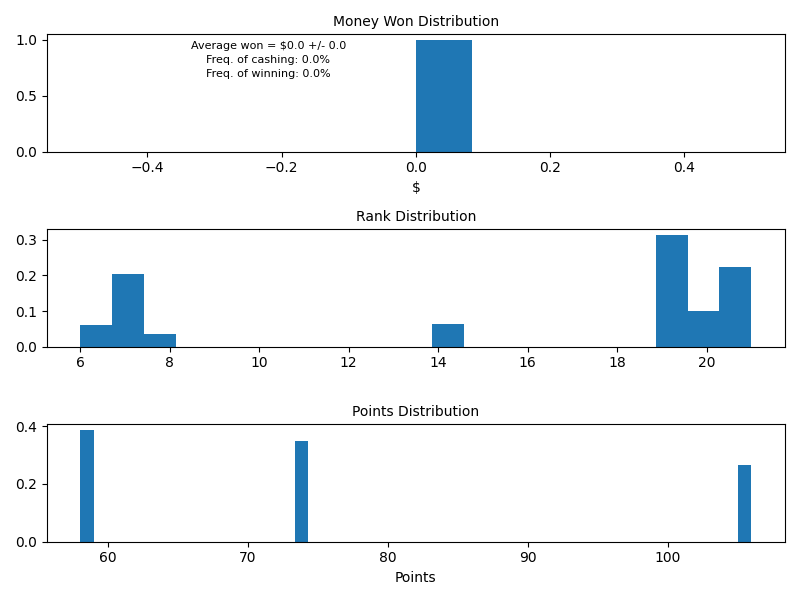 Money Won Distribution
Average won = $0.0 +/- 0.0
Freq. of cashing: 0.0%
Freq. of winning: 0.0%
1.0
0.5
0.0
−0.4 −0.2 0.0 0.2 0.4
$
Rank Distribution
0.3
0.2
0.1
0.0
6 8 10 12 14 16 18 20
Points Distribution
0.4
0.2
0.0
60 70 80 90 100
Points